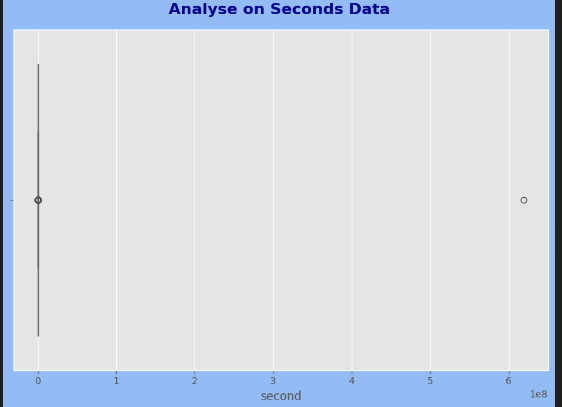 Analyse on Seconds Data
0 1 2 3 4 5 6
1e8
second